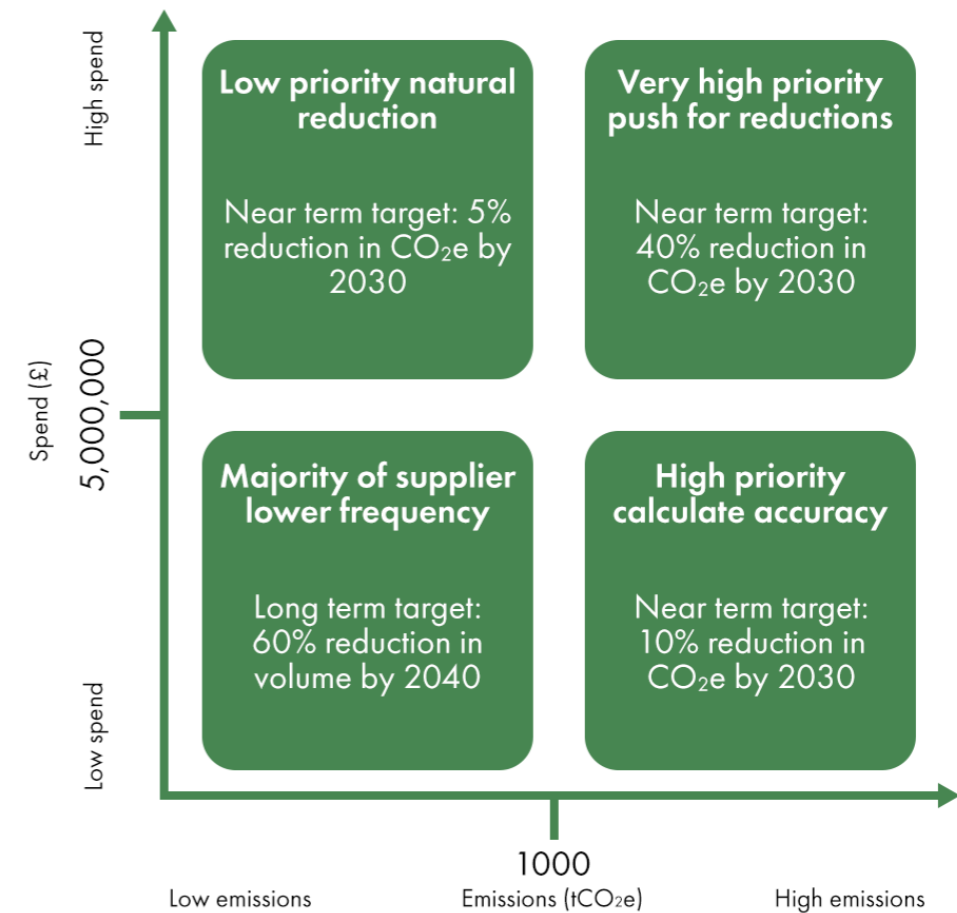 High spend
Low priority natural
reduction
Near term target: 5%
reduction in CO₂e by
2030
Very high priority
push for reductions
Near term target:
40% reduction in
CO₂e by 2030
Spend (£)
5,000,000
Majority of supplier
lower frequency
Long term target:
60% reduction in
volume by 2040
High priority
calculate accuracy
Near term target:
10% reduction in
CO₂e by 2030
Low spend
1000
Low emissions
Emissions (tCO₂e)
High emissions